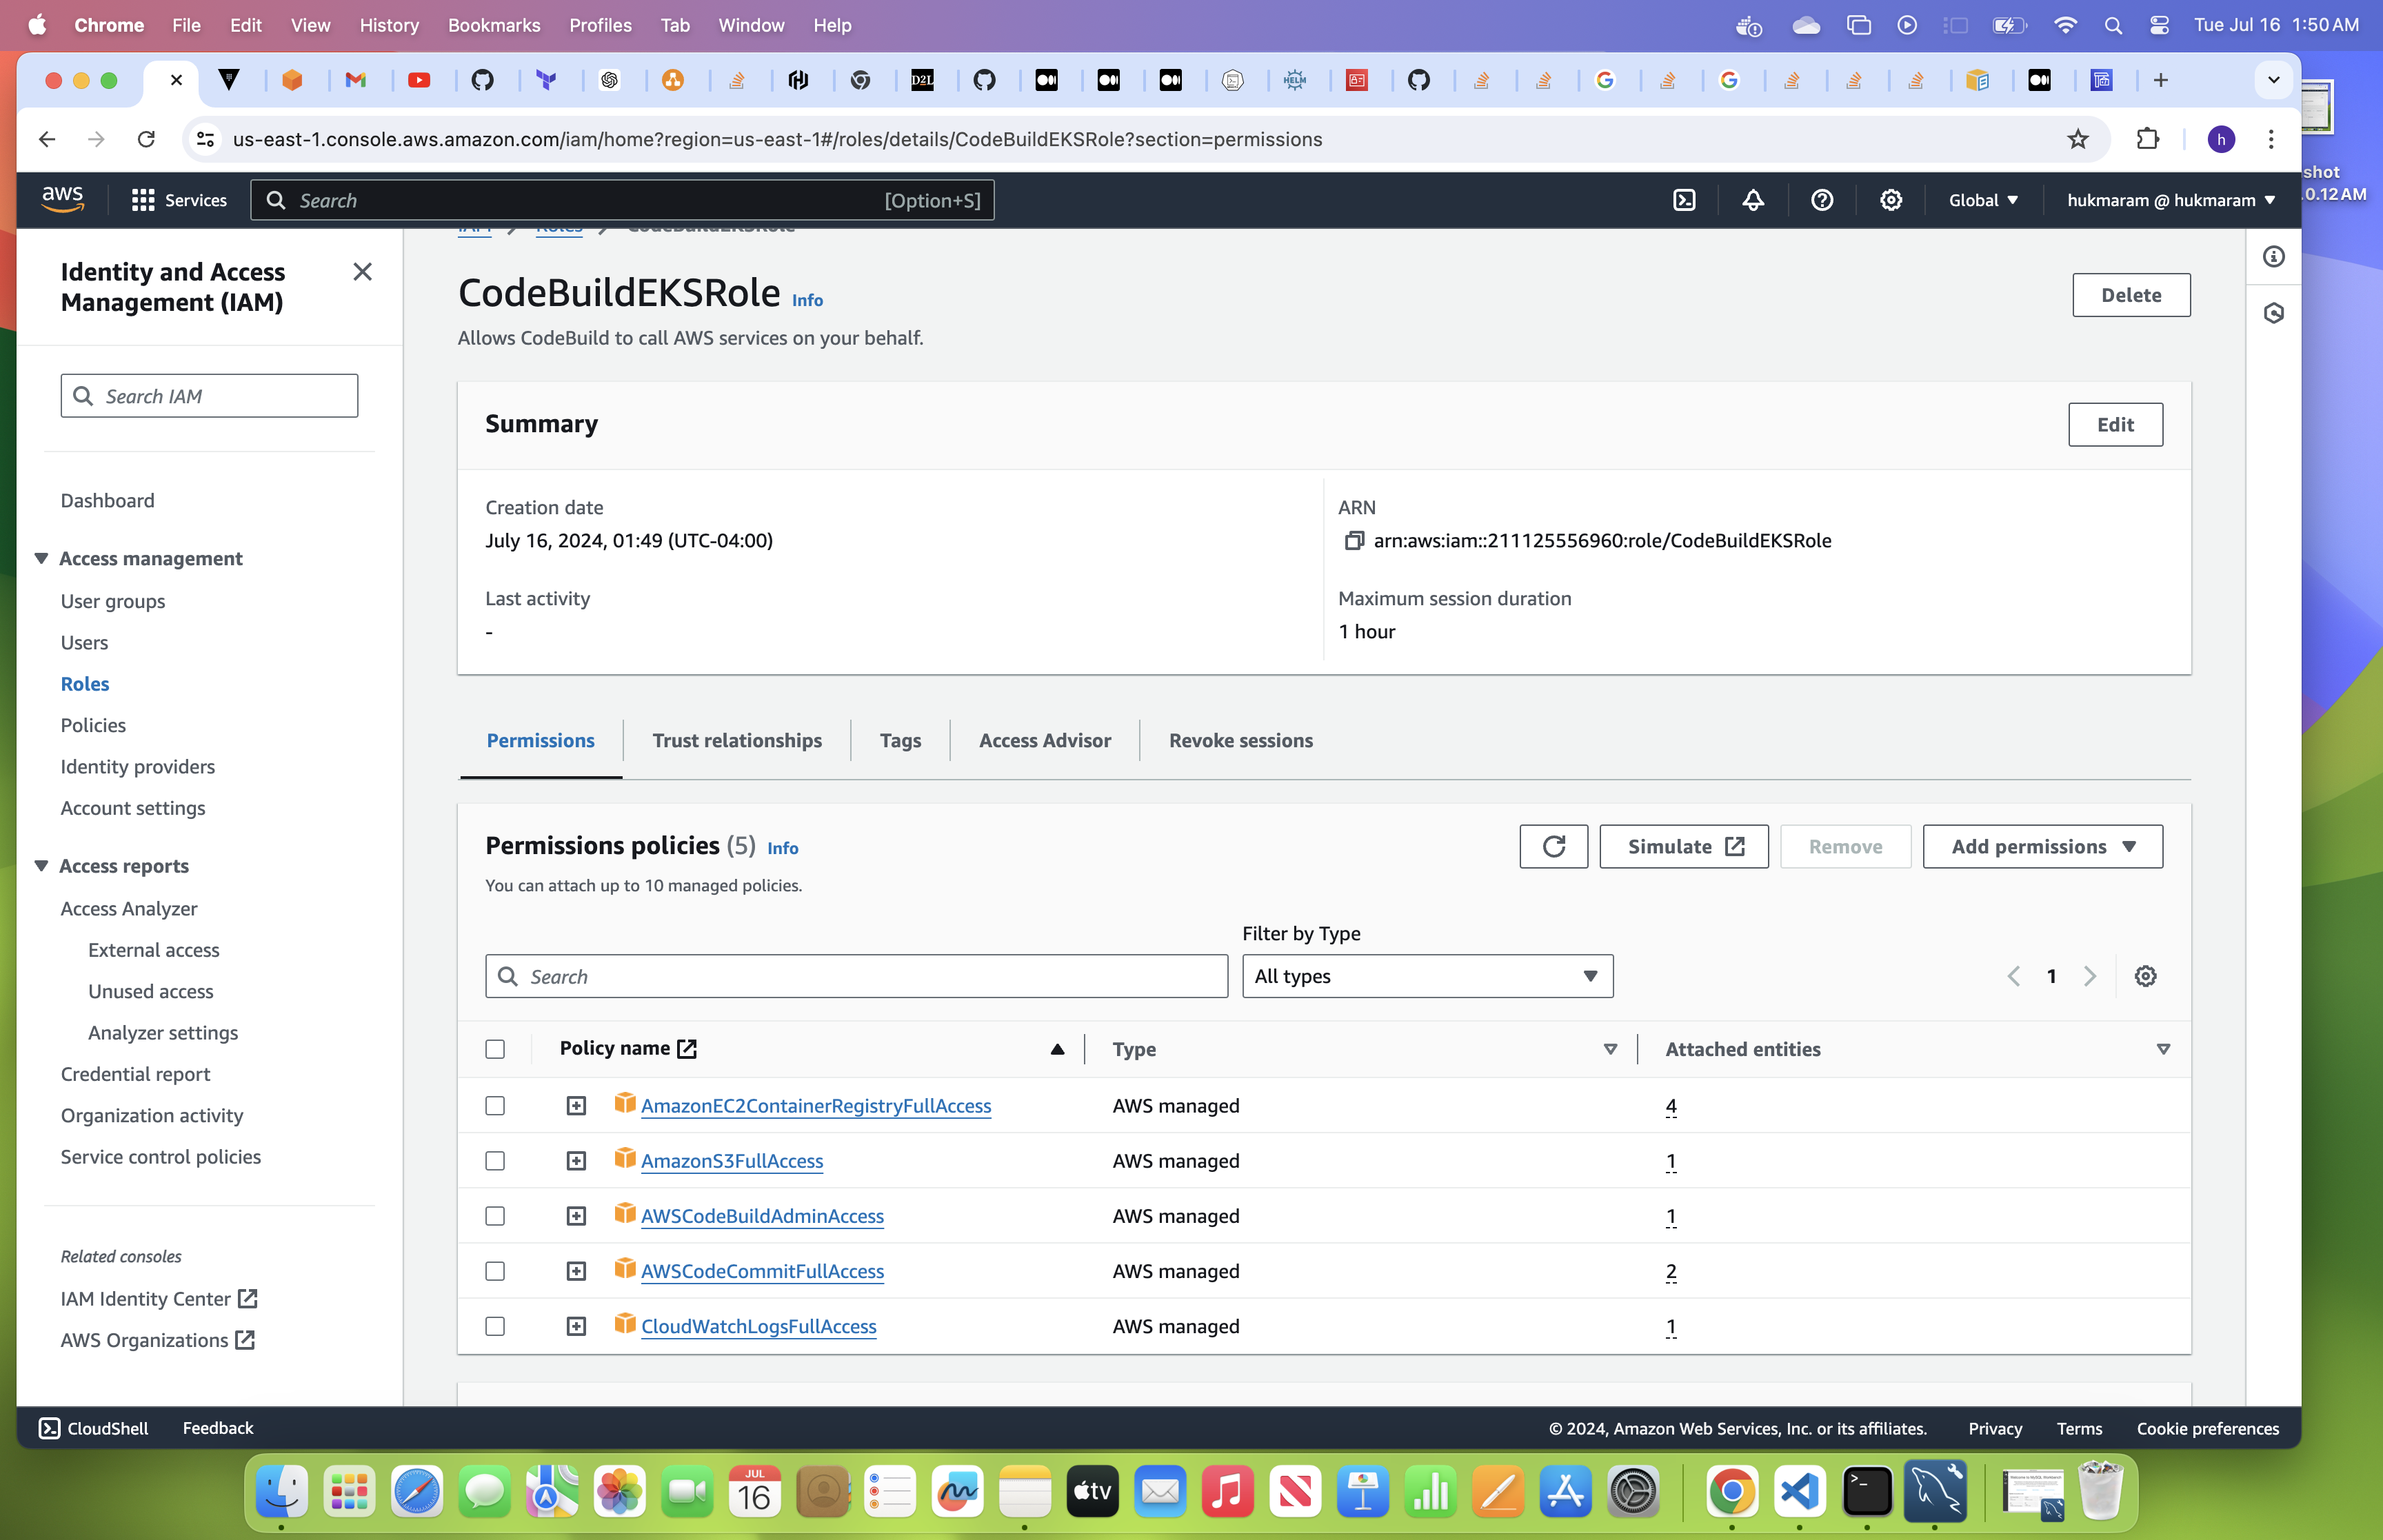 Chrome File Edit View History Bookmarks Profiles Tab Window Help Tue Jul 16 1:50 AM
D2L HELM
us-east-1.console.aws.amazon.com/iam/home?region=us-east-1#/roles/details/CodeBuildEKSRole?section=permissions h
shot
0.12 AM
aws Services Search [Option+S] Global hukmaram @ hukmaram
IAM Roles CodeBuildEKSRole
Identity and Access
Management (IAM)
Search IAM
Dashboard
Access management
User groups
Users
Roles
Policies
Identity providers
Account settings
Access reports
Access Analyzer
External access
Unused access
Analyzer settings
Credential report
Organization activity
Service control policies
Related consoles
IAM Identity Center
AWS Organizations
CodeBuildEKSRole Info
Delete
Allows CodeBuild to call AWS services on your behalf.
Summary
Edit
Creation date
July 16, 2024, 01:49 (UTC-04:00)
ARN
arn:aws:iam::211125556960:role/CodeBuildEKSRole
Last activity
-
Maximum session duration
1 hour
Permissions Trust relationships Tags Access Advisor Revoke sessions
Permissions policies (5) Info
Simulate Remove Add permissions
You can attach up to 10 managed policies.
Filter by Type
Search All types 1
Policy name Type Attached entities
AmazonEC2ContainerRegistryFullAccess AWS managed 4
AmazonS3FullAccess AWS managed 1
AWSCodeBuildAdminAccess AWS managed 1
AWSCodeCommitFullAccess AWS managed 2
CloudWatchLogsFullAccess AWS managed 1
CloudShell Feedback © 2024, Amazon Web Services, Inc. or its affiliates. Privacy Terms Cookie preferences
JUL
16
tv